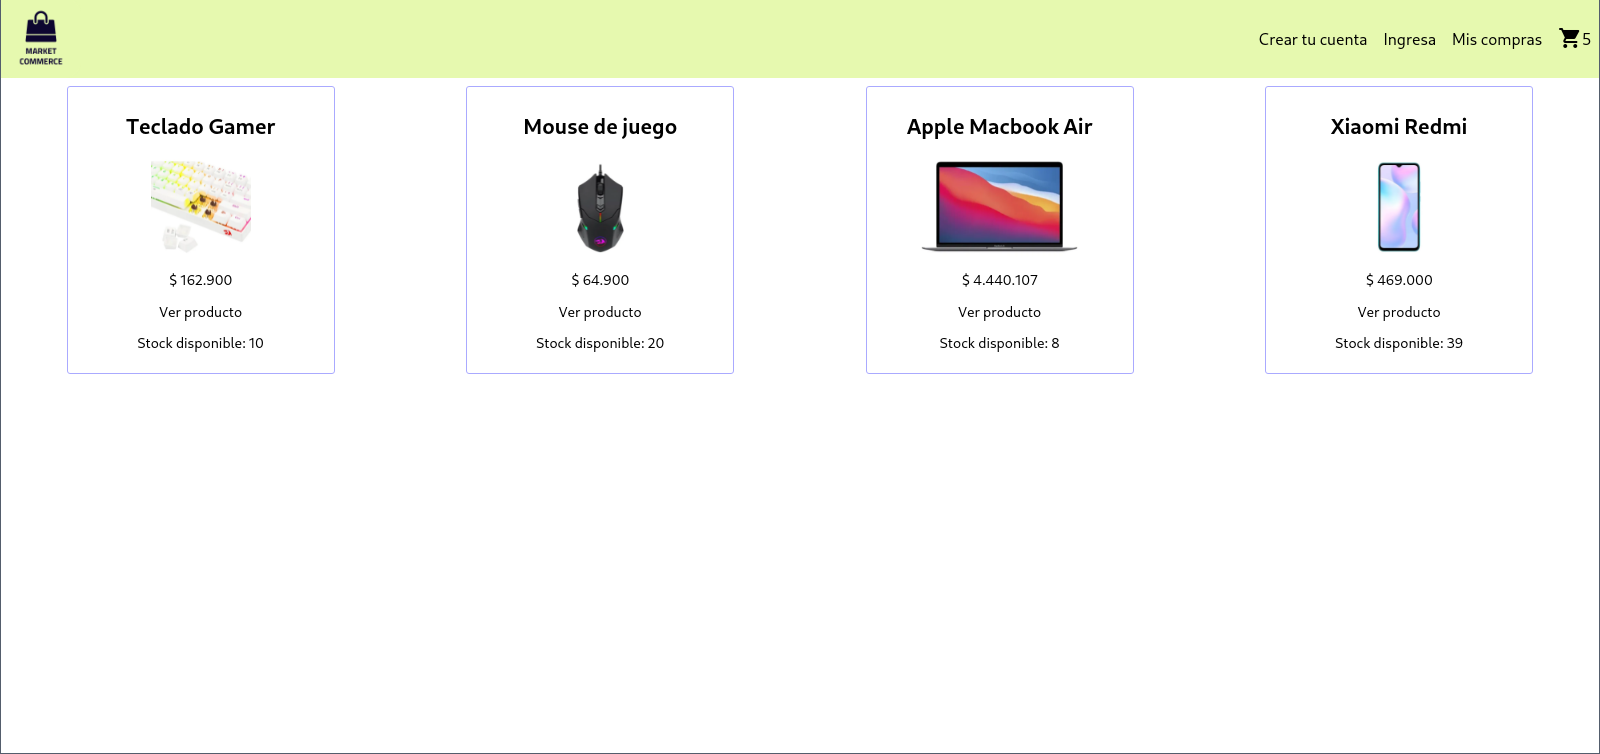 MARKET
COMMERCE
Crear tu cuenta Ingresa Mis compras 5
Teclado Gamer
$ 162.900
Ver producto
Stock disponible: 10
Mouse de juego
$ 64.900
Ver producto
Stock disponible: 20
Apple Macbook Air
$ 4.440.107
Ver producto
Stock disponible: 8
Xiaomi Redmi
$ 469.000
Ver producto
Stock disponible: 39